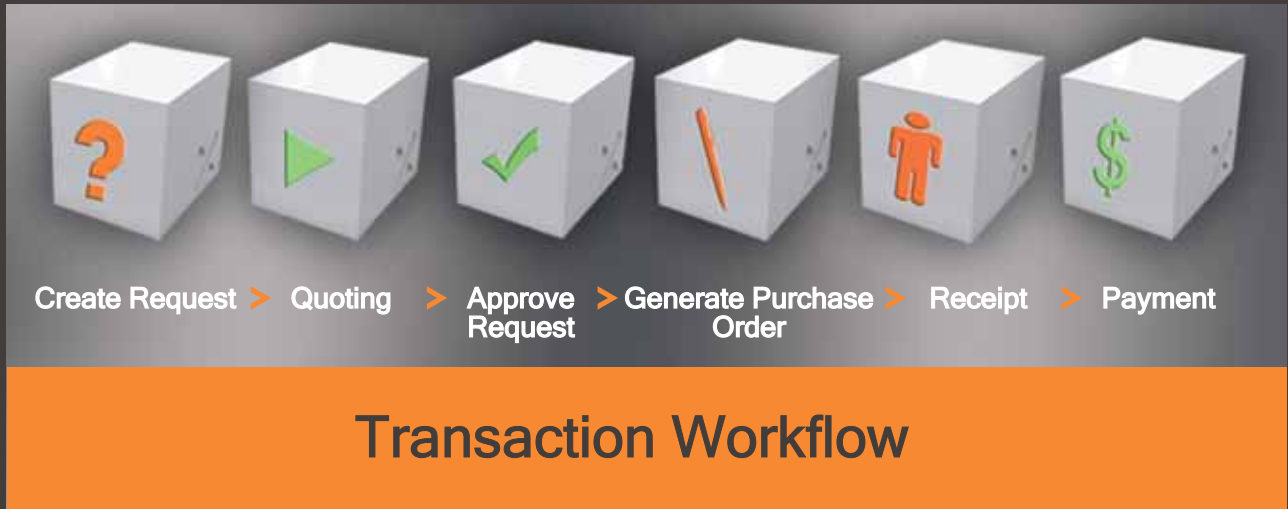 ?
$
Create Request > Quoting > Approve Request > Generate Purchase Order > Receipt > Payment
Transaction Workflow